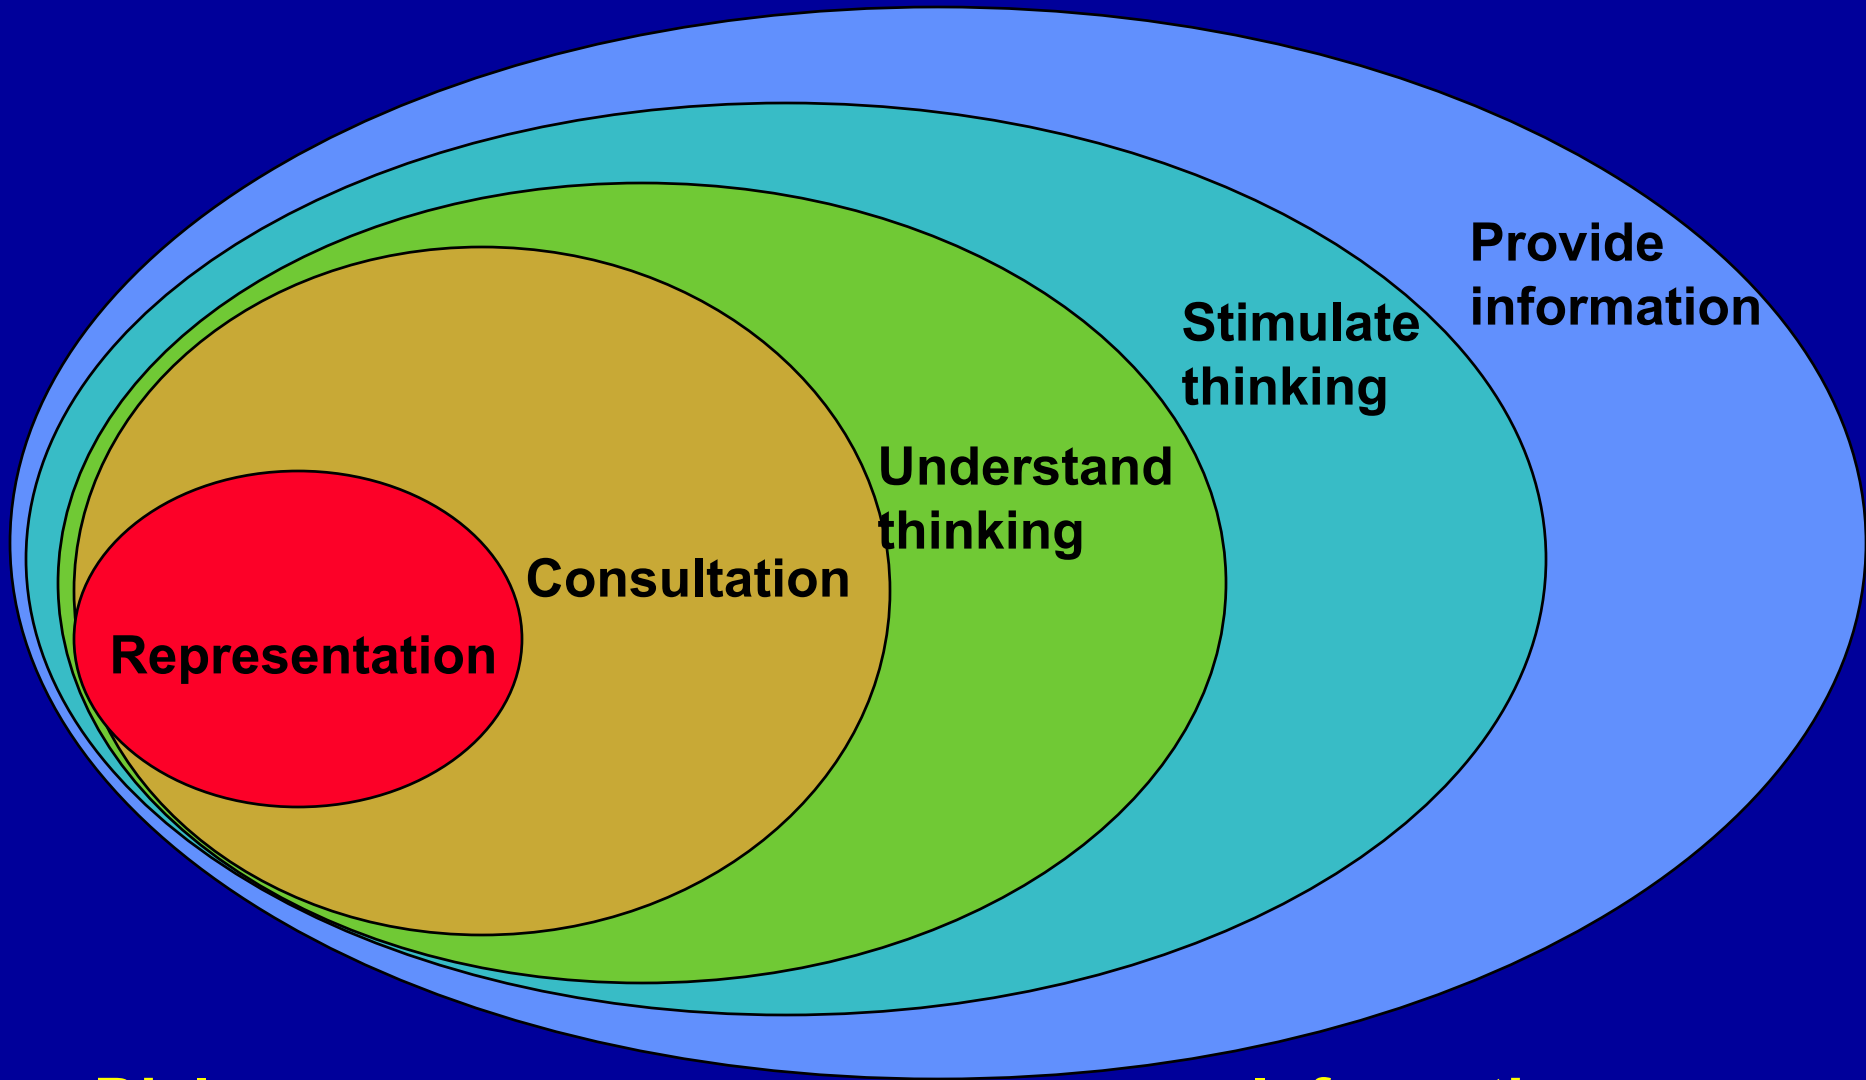 Provide
information
Stimulate
thinking
Understand
thinking
Consultation
Representation